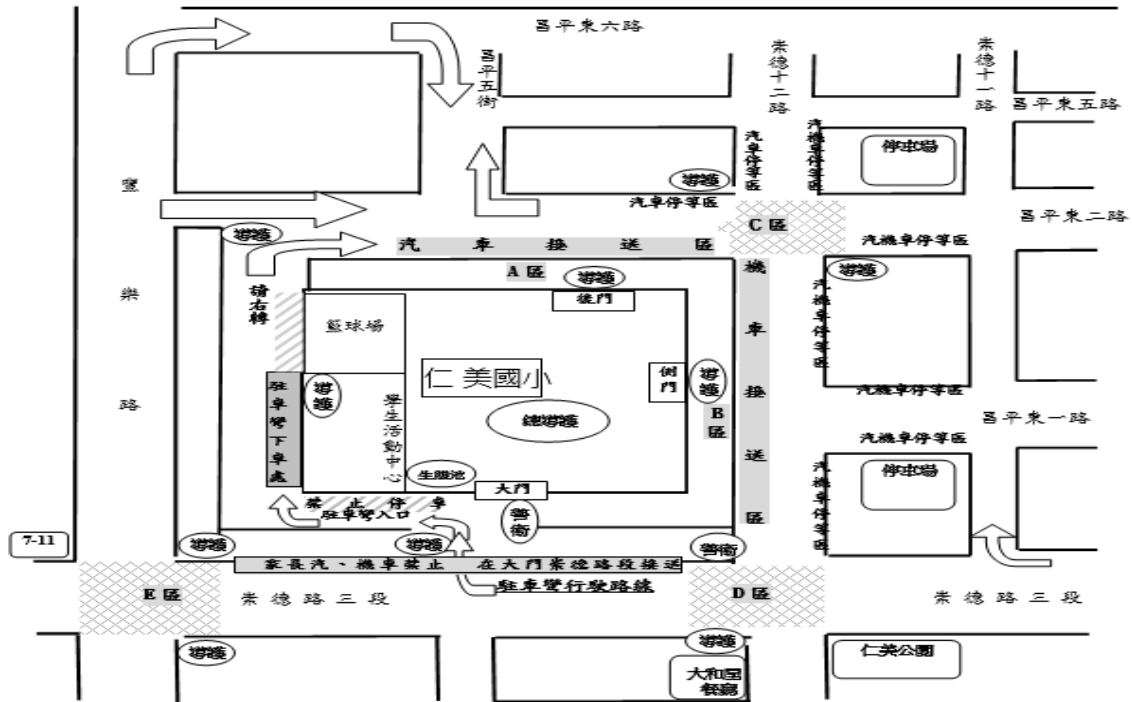 昌平東六路
昌平五街
崇德十二路
崇德十一路
昌平東五路
汽車停等區
汽機車停等區
停車場
豐樂路
導護
汽車停等區
C區
昌平東二路
導護
汽車接送區
汽機車停等區
請右轉
A區
導護
後門
機車接送區
導護
汽機車停等區
籃球場
仁美國小
側門
導護
駐車彎下車處
導護
學生活動中心
總導護
B區
汽機車停等區
昌平東一路
汽機車停等區
生態池
大門
停車場
汽機車停等區
禁止停車
駐車彎入口
警衛
7-11
導護
導護
警衛
家長汽、機車禁止 在大門崇德路段接送
駐車彎行駛路線
E區
崇德路三段
D區
崇德路三段
導護
導護
大和屋
餐廳
仁美公園